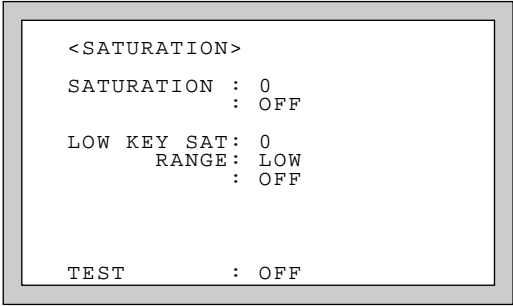 <SATURATION>
SATURATION : 0
: OFF
LOW KEY SAT: 0
RANGE: LOW
: OFF
TEST : OFF